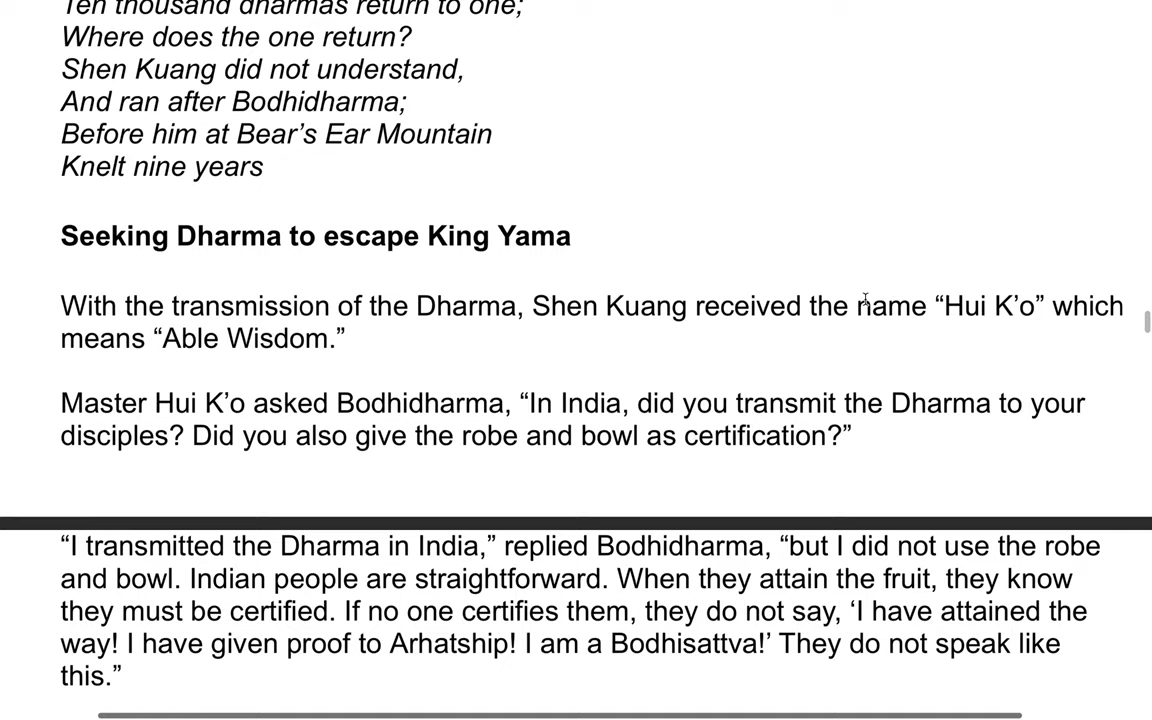 Ten thousand dharmas return to one;
Where does the one return?
Shen Kuang did not understand,
And ran after Bodhidharma;
Before him at Bear’s Ear Mountain
Knelt nine years
Seeking Dharma to escape King Yama
With the transmission of the Dharma, Shen Kuang received the name “Hui K’o” which
means “Able Wisdom.”
Master Hui K’o asked Bodhidharma, “In India, did you transmit the Dharma to your
disciples? Did you also give the robe and bowl as certification?”
“I transmitted the Dharma in India,” replied Bodhidharma, “but I did not use the robe
and bowl. Indian people are straightforward. When they attain the fruit, they know
they must be certified. If no one certifies them, they do not say, ‘I have attained the
way! I have given proof to Arhatship! I am a Bodhisattva!’ They do not speak like
this.”